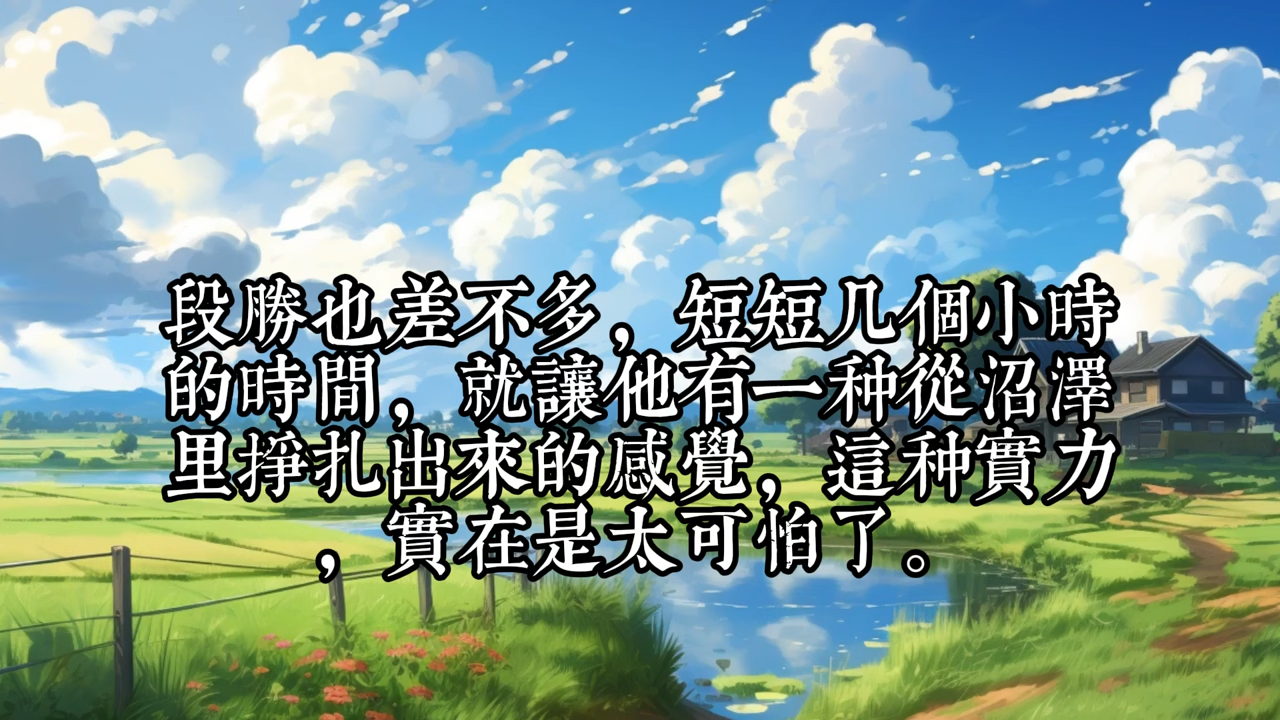 段勝也差不多，短短几個小時
的時間，就讓他有一种從沼澤
里掙扎出來的感覺，這种實力
，實在是太可怕了。